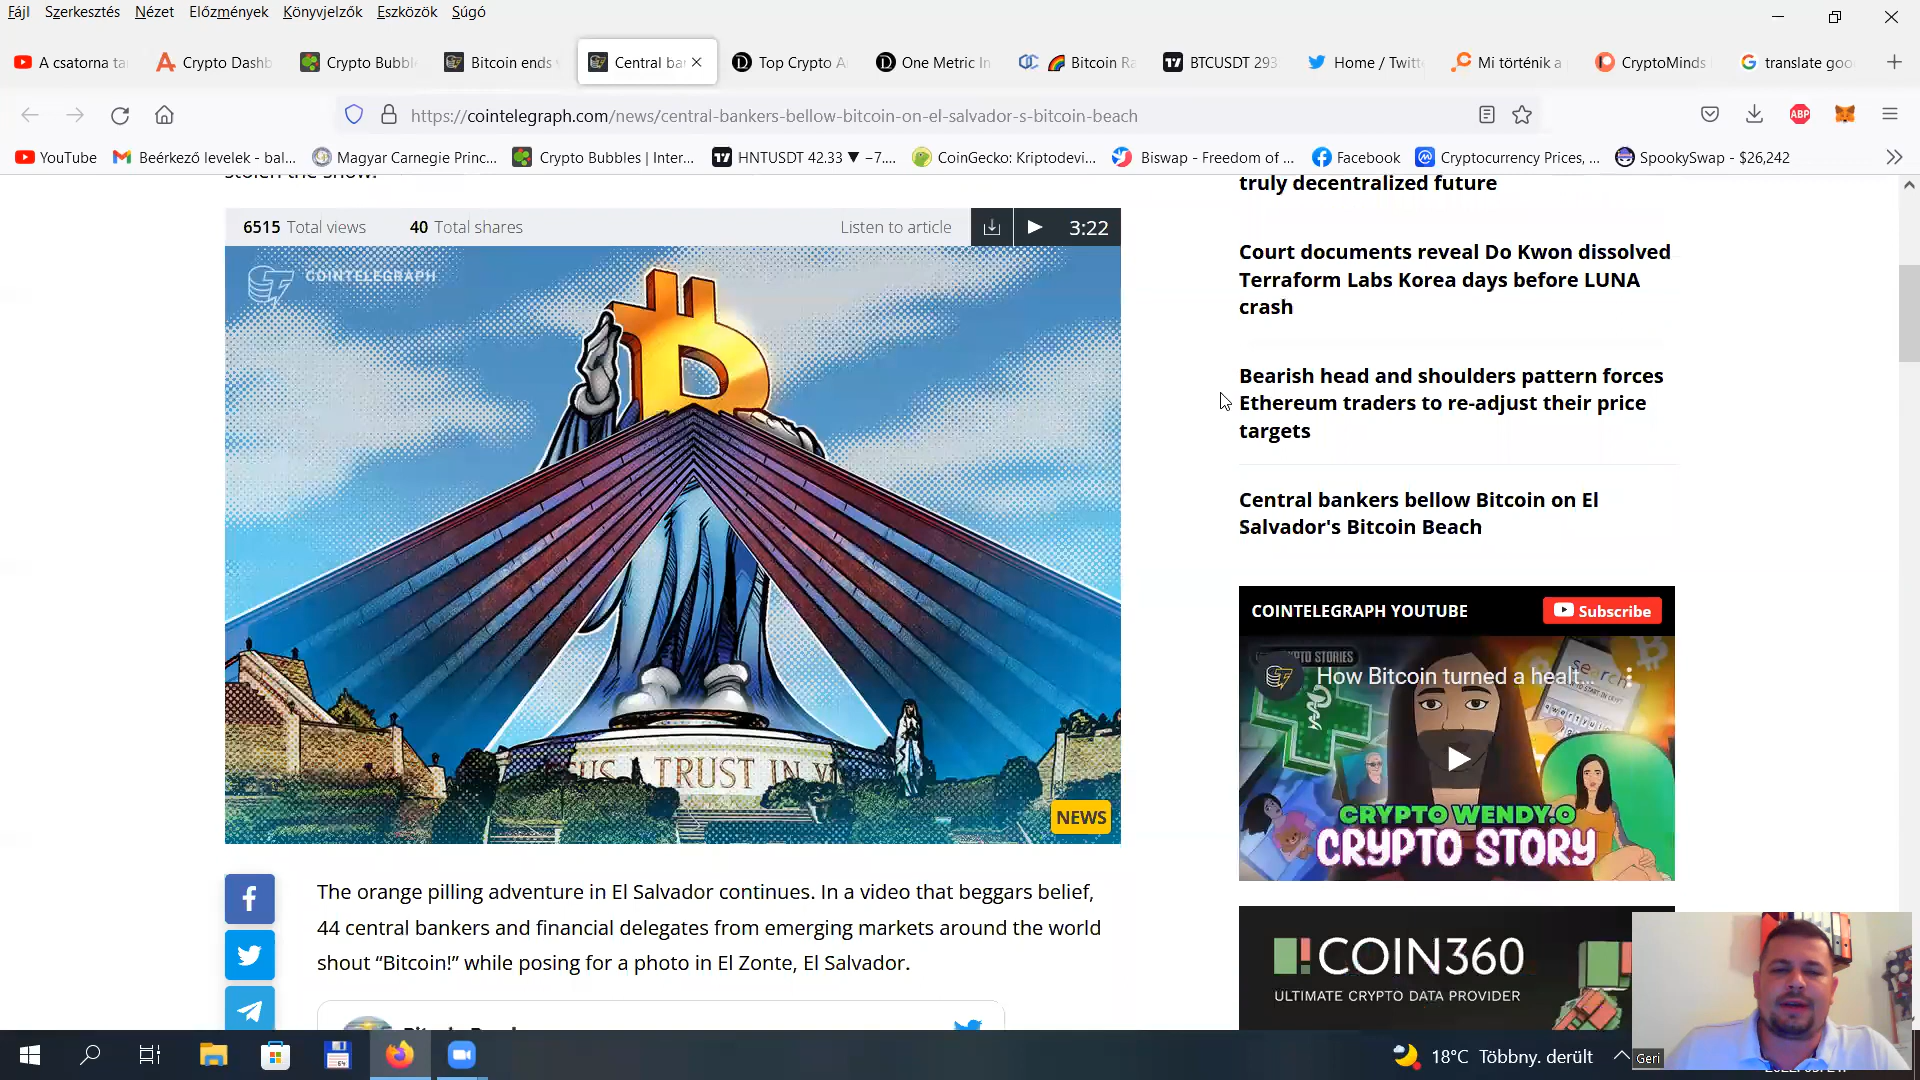 Fájl Szerkesztés Nézet Előzmények Könyvjelzők Eszközök Súgó
A csatorna ta
Crypto Dashb
Crypto Bubbl
Bitcoin ends
Central ba
Top Crypto A
One Metric In
Bitcoin Ra
BTCUSDT 293
Home / Twitt
Mi történik a
CryptoMinds
translate goo
https://cointelegraph.com/news/central-bankers-bellow-bitcoin-on-el-salvador-s-bitcoin-beach
ABP
YouTube
Beérkező levelek - bal...
Magyar Carnegie Princ...
Crypto Bubbles | Inter...
HNTUSDT 42.33 ▼ −7....
CoinGecko: Kriptodevi...
Biswap - Freedom of ...
Facebook
Cryptocurrency Prices, ...
SpookySwap - $26,242
stolen the show.
6515 Total views 40 Total shares Listen to article 3:22
COINTELEGRAPH
TRUST IN
NEWS
The orange pilling adventure in El Salvador continues. In a video that beggars belief,
44 central bankers and financial delegates from emerging markets around the world
shout “Bitcoin!” while posing for a photo in El Zonte, El Salvador.
truly decentralized future
Court documents reveal Do Kwon dissolved
Terraform Labs Korea days before LUNA
crash
Bearish head and shoulders pattern forces
Ethereum traders to re-adjust their price
targets
Central bankers bellow Bitcoin on El
Salvador's Bitcoin Beach
COINTELEGRAPH YOUTUBE
Subscribe
How Bitcoin turned a healt...
CRYPTO WENDY.O
CRYPTO STORY
COIN360
ULTIMATE CRYPTO DATA PROVIDER
Geri
18°C Többny. derült